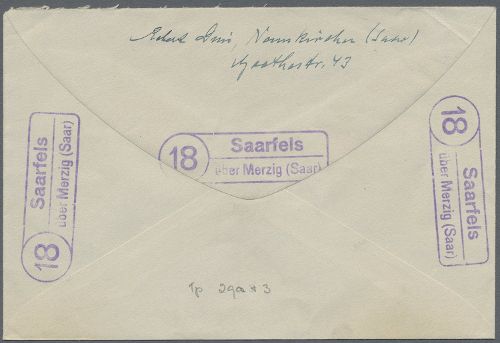 Neunkirchen (Saar)
Goethestr. 43
18
Saarfels
über Merzig (Saar)
18
Saarfels
über Merzig (Saar)
18
Saarfels
über Merzig (Saar)